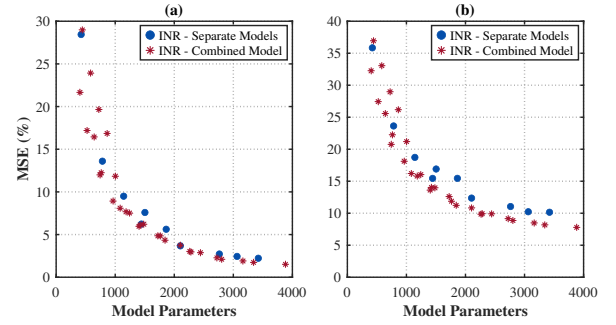 (a)
(b)
INR - Separate Models
INR - Combined Model
INR - Separate Models
INR - Combined Model
MSE (%)
30
25
20
15
10
5
0
40
35
30
25
20
15
10
5
0
0 1000 2000 3000 4000
0 1000 2000 3000 4000
Model Parameters
Model Parameters